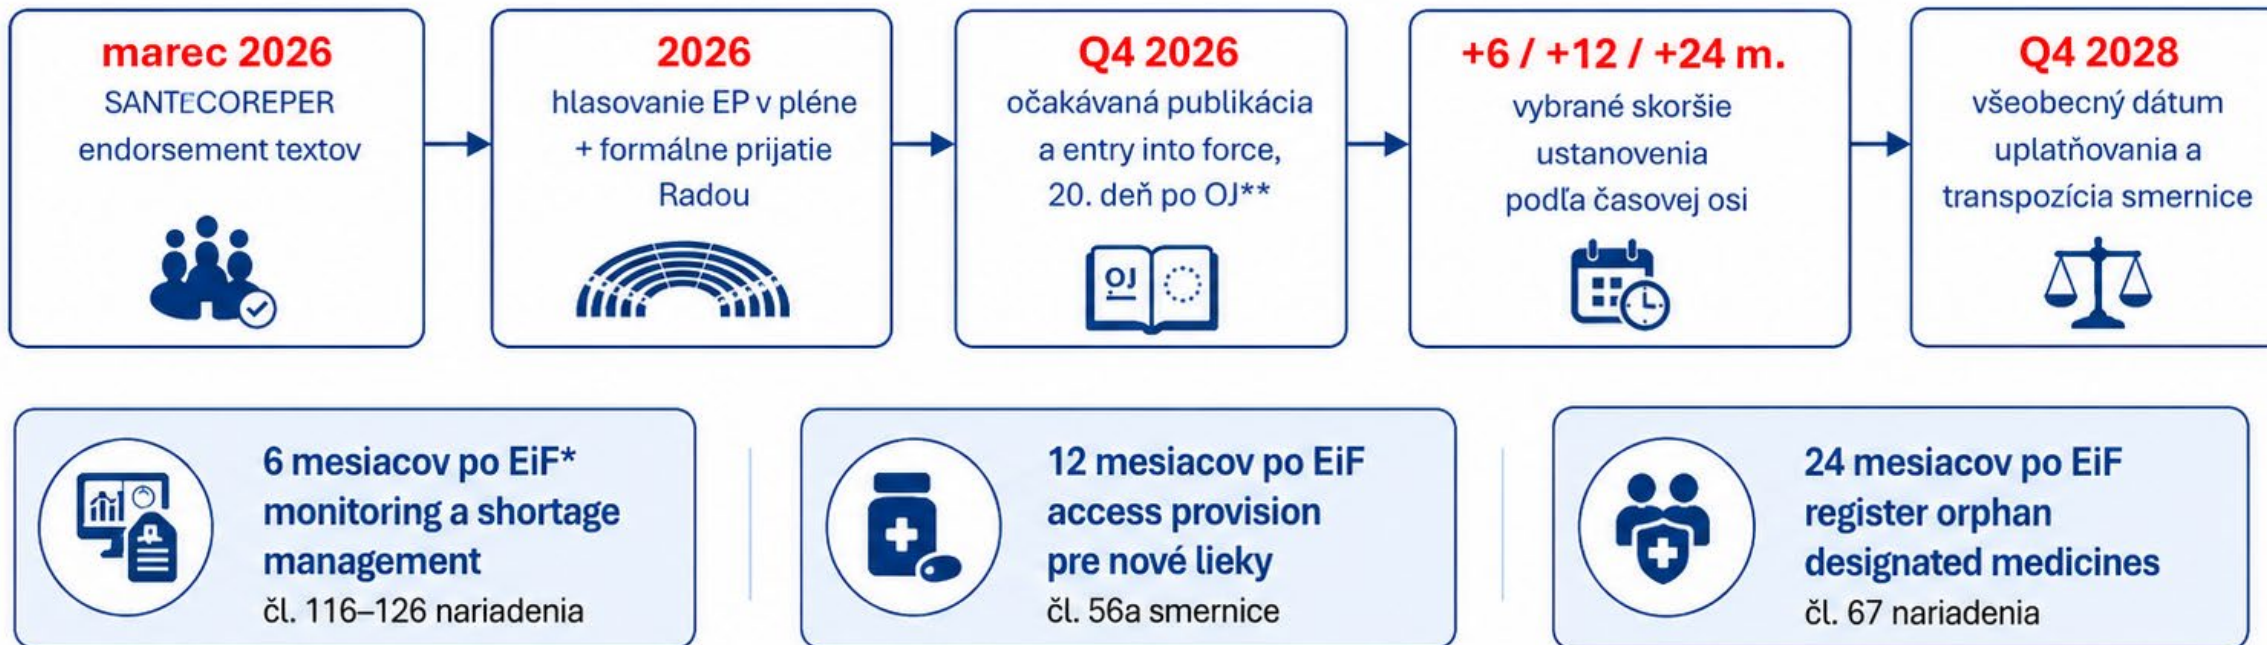 marec 2026
SANTECOREPER
endorsement textov
2026
hlasovanie EP v pléne
+ formálne prijatie
Radou
Q4 2026
očakávaná publikácia
a entry into force,
20. deň po OJ**
OJ
+6 / +12 / +24 m.
vybrané skoršie
ustanovenia
podľa časovej osi
Q4 2028
všeobecný dátum
uplatňovania a
transpozícia smernice
6 mesiacov po EiF*
monitoring a shortage
management
čl. 116–126 nariadenia
12 mesiacov po EiF
access provision
pre nové lieky
čl. 56a smernice
24 mesiacov po EiF
register orphan
designated medicines
čl. 67 nariadenia